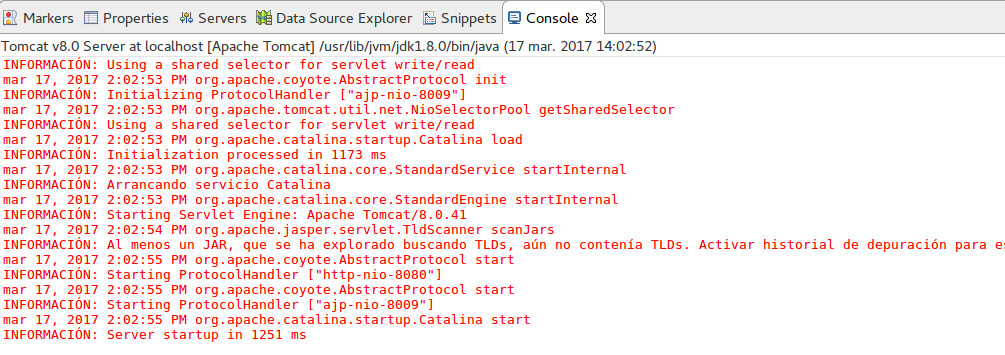 Markers Properties Servers Data Source Explorer Snippets Console
Tomcat v8.0 Server at localhost [Apache Tomcat] /usr/lib/jvm/jdk1.8.0/bin/java (17 mar. 2017 14:02:52)
INFORMACIÓN: Using a shared selector for servlet write/read
mar 17, 2017 2:02:53 PM org.apache.coyote.AbstractProtocol init
INFORMACIÓN: Initializing ProtocolHandler ["ajp-nio-8009"]
mar 17, 2017 2:02:53 PM org.apache.tomcat.util.net.NioSelectorPool getSharedSelector
INFORMACIÓN: Using a shared selector for servlet write/read
mar 17, 2017 2:02:53 PM org.apache.catalina.startup.Catalina load
INFORMACIÓN: Initialization processed in 1173 ms
mar 17, 2017 2:02:53 PM org.apache.catalina.core.StandardService startInternal
INFORMACIÓN: Arrancando servicio Catalina
mar 17, 2017 2:02:53 PM org.apache.catalina.core.StandardEngine startInternal
INFORMACIÓN: Starting Servlet Engine: Apache Tomcat/8.0.41
mar 17, 2017 2:02:54 PM org.apache.jasper.servlet.TldScanner scanJars
INFORMACIÓN: Al menos un JAR, que se ha explorado buscando TLDs, aún no contenía TLDs. Activar historial de depuración para es
mar 17, 2017 2:02:55 PM org.apache.coyote.AbstractProtocol start
INFORMACIÓN: Starting ProtocolHandler ["http-nio-8080"]
mar 17, 2017 2:02:55 PM org.apache.coyote.AbstractProtocol start
INFORMACIÓN: Starting ProtocolHandler ["ajp-nio-8009"]
mar 17, 2017 2:02:55 PM org.apache.catalina.startup.Catalina start
INFORMACIÓN: Server startup in 1251 ms